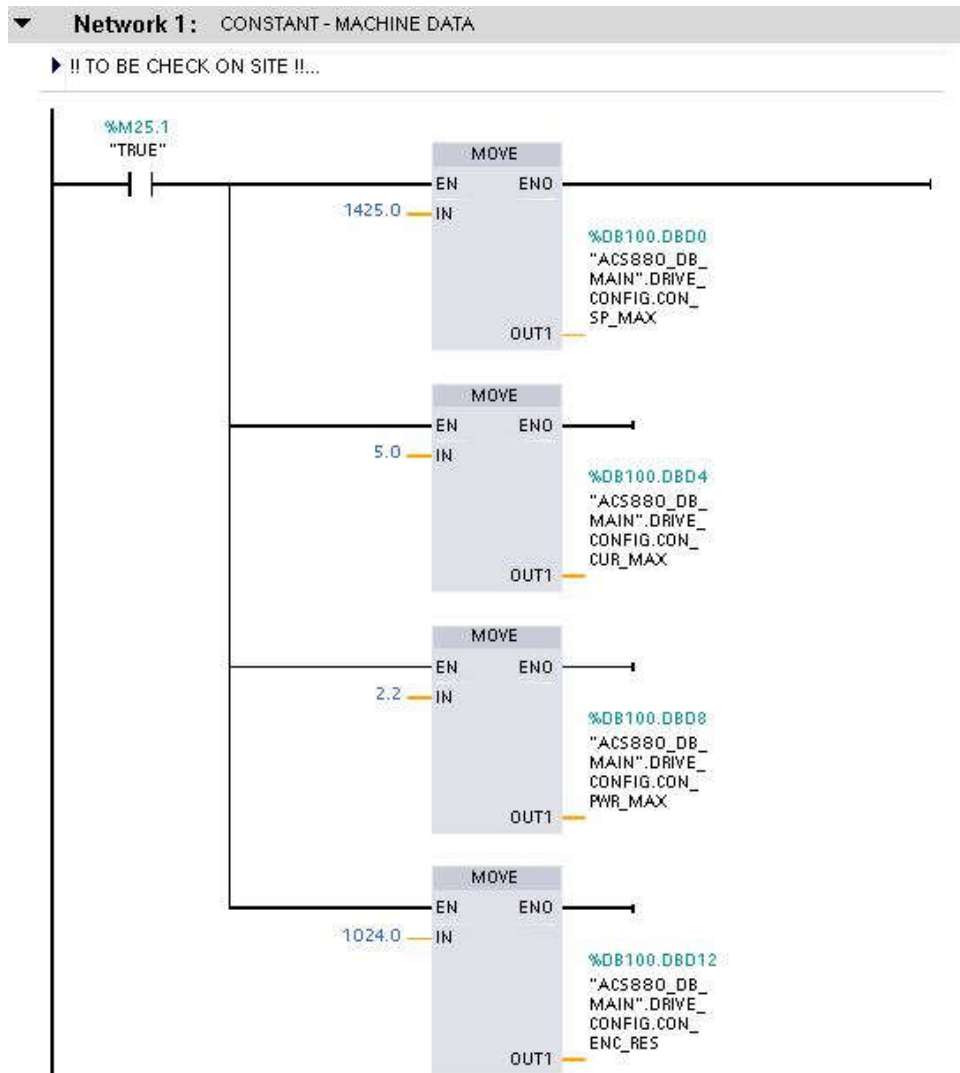 Network 1: CONSTANT - MACHINE DATA
!! TO BE CHECK ON SITE !!...
%M25.1
"TRUE"
MOVE
EN ENO
1425.0 IN
%DB100.DBD0
"ACS880_DB_
MAIN".DRIVE_
CONFIG.CON_
SP_MAX
OUT1
MOVE
EN ENO
5.0 IN
%DB100.DBD4
"ACS880_DB_
MAIN".DRIVE_
CONFIG.CON_
CUR_MAX
OUT1
MOVE
EN ENO
2.2 IN
%DB100.DBD8
"ACS880_DB_
MAIN".DRIVE_
CONFIG.CON_
PWR_MAX
OUT1
MOVE
EN ENO
1024.0 IN
%DB100.DBD12
"ACS880_DB_
MAIN".DRIVE_
CONFIG.CON_
ENC_RES
OUT1